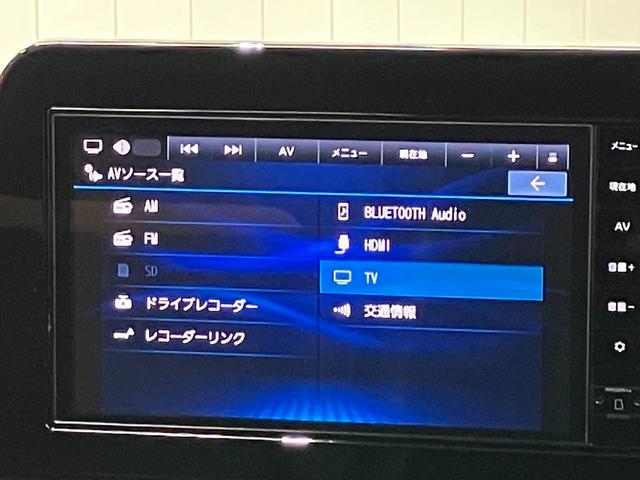 AV メニュー 現在地 − +
AVソース一覧
AM
FM
SD
ドライブレコーダー
レコーダーリンク
BLUETOOTH Audio
HDMI
TV
交通情報
メニュー
現在地
AV
音量+
音量−